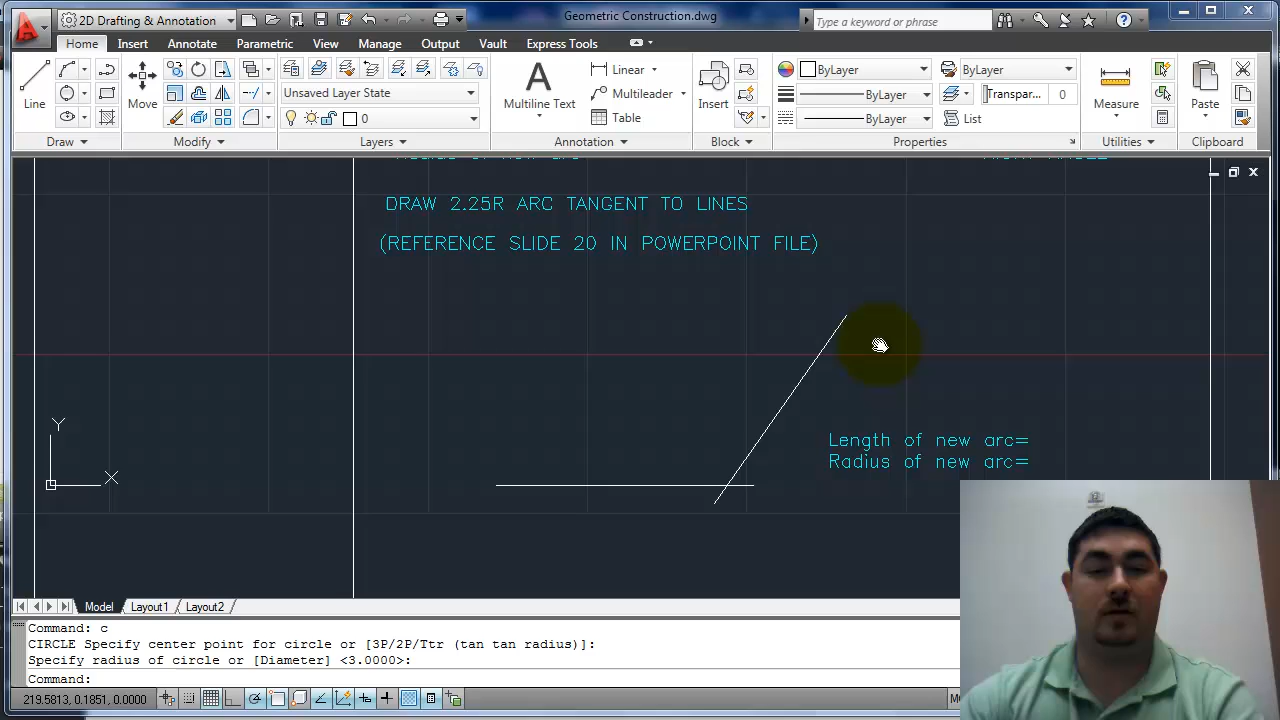 2D Drafting & Annotation
Geometric Construction.dwg
Type a keyword or phrase
Home Insert Annotate Parametric View Manage Output Vault Express Tools
Line
Move
Unsaved Layer State
0
Multiline Text
Linear
Multileader
Table
Insert
ByLayer
ByLayer
ByLayer
ByLayer
Transpar... 0
List
Measure
Paste
Draw Modify Layers Annotation Block Properties Utilities Clipboard
DRAW 2.25R ARC TANGENT TO LINES
(REFERENCE SLIDE 20 IN POWERPOINT FILE)
Length of new arc=
Radius of new arc=
Y
X
Model Layout1 Layout2
Command: c
CIRCLE Specify center point for circle or [3P/2P/Ttr (tan tan radius)]:
Specify radius of circle or [Diameter] <3.0000>:
Command:
219.5813, 0.1851, 0.0000